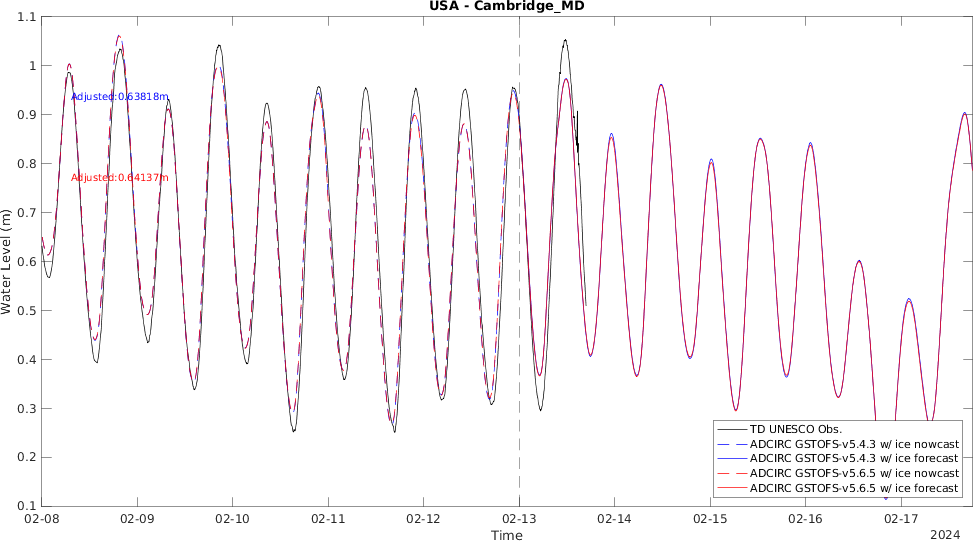 USA - Cambridge_MD
1.1
1
0.9
0.8
0.7
0.6
0.5
0.4
0.3
0.2
0.1
Water Level (m)
Adjusted:0.63818m
Adjusted:0.64137m
TD UNESCO Obs.
ADCIRC GSTOFS-v5.4.3 w/ ice nowcast
ADCIRC GSTOFS-v5.4.3 w/ ice forecast
ADCIRC GSTOFS-v5.6.5 w/ ice nowcast
ADCIRC GSTOFS-v5.6.5 w/ ice forecast
02-08 02-09 02-10 02-11 02-12 02-13 02-14 02-15 02-16 02-17
Time
2024